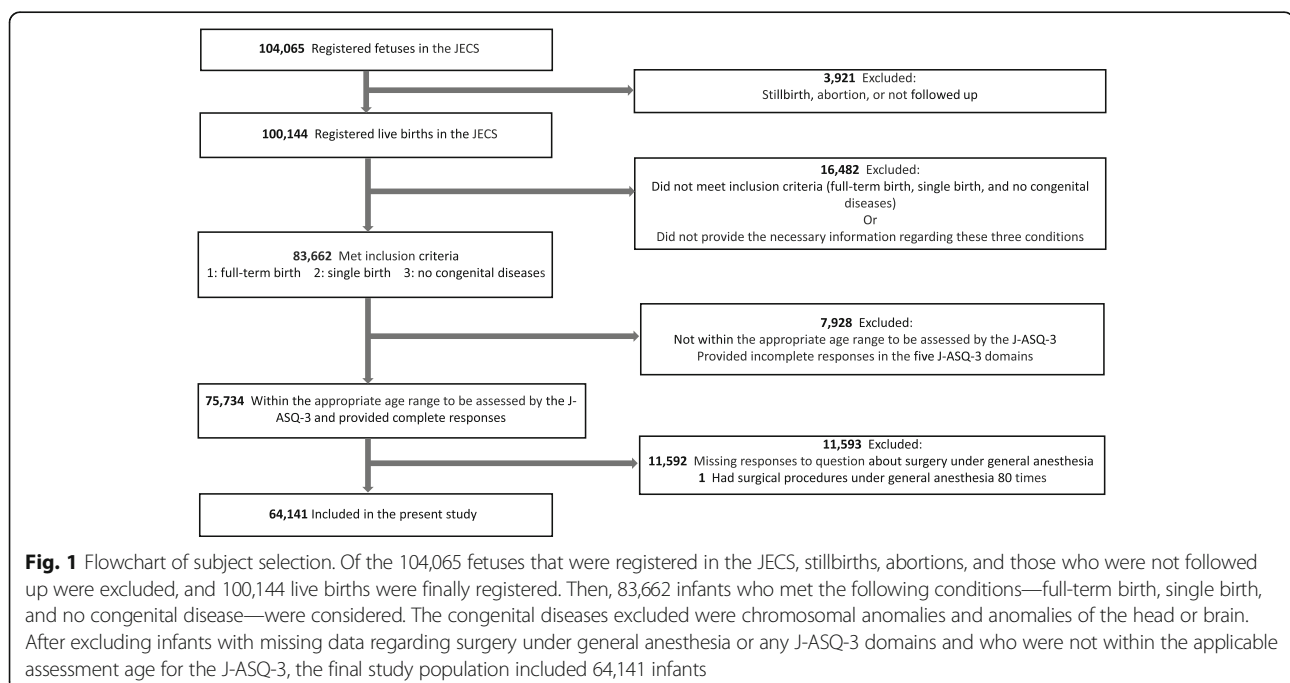 104,065 Registered fetuses in the JECS
3,921 Excluded:
Stillbirth, abortion, or not followed up
100,144 Registered live births in the JECS
16,482 Excluded:
Did not meet inclusion criteria (full-term birth, single birth, and no congenital
diseases)
Or
Did not provide the necessary information regarding these three conditions
83,662 Met inclusion criteria
1: full-term birth 2: single birth 3: no congenital diseases
7,928 Excluded:
Not within the appropriate age range to be assessed by the J-ASQ-3
Provided incomplete responses in the five J-ASQ-3 domains
75,734 Within the appropriate age range to be assessed by the J-
ASQ-3 and provided complete responses
11,593 Excluded:
11,592 Missing responses to question about surgery under general anesthesia
1 Had surgical procedures under general anesthesia 80 times
64,141 Included in the present study
Fig. 1 Flowchart of subject selection. Of the 104,065 fetuses that were registered in the JECS, stillbirths, abortions, and those who were not followed
up were excluded, and 100,144 live births were finally registered. Then, 83,662 infants who met the following conditions—full-term birth, single birth,
and no congenital disease—were considered. The congenital diseases excluded were chromosomal anomalies and anomalies of the head or brain.
After excluding infants with missing data regarding surgery under general anesthesia or any J-ASQ-3 domains and who were not within the applicable
assessment age for the J-ASQ-3, the final study population included 64,141 infants